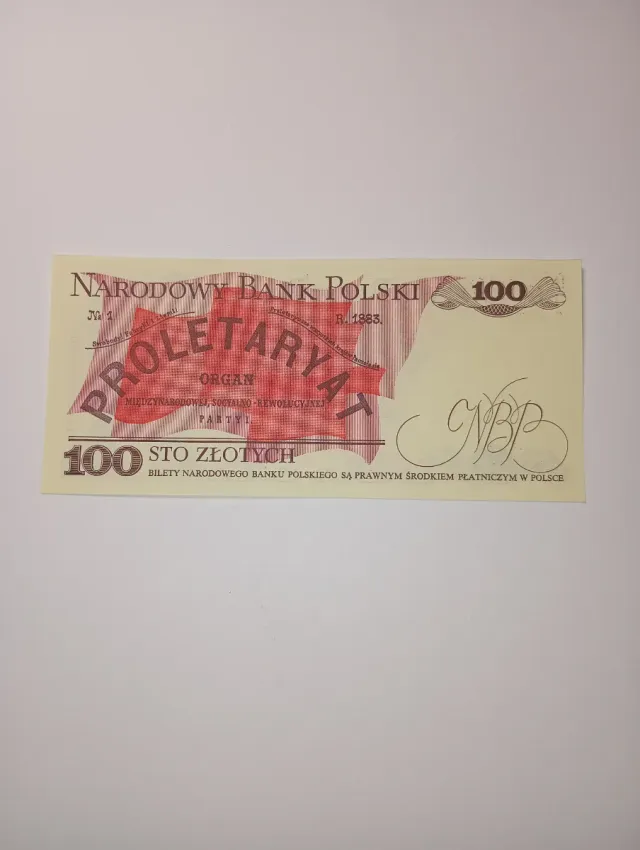 NARODOWY BANK POLSKI
100
№ 1
R. 1883.
PROLETARYAT
ORGAN
MIĘDZYNARODOWEJ, SOCYALNO-REWOLUCYJNEJ
PARTYI
NBP
100 STO ZŁOTYCH
BILETY NARODOWEGO BANKU POLSKIEGO SĄ PRAWNYM ŚRODKIEM PŁATNICZYM W POLSCE